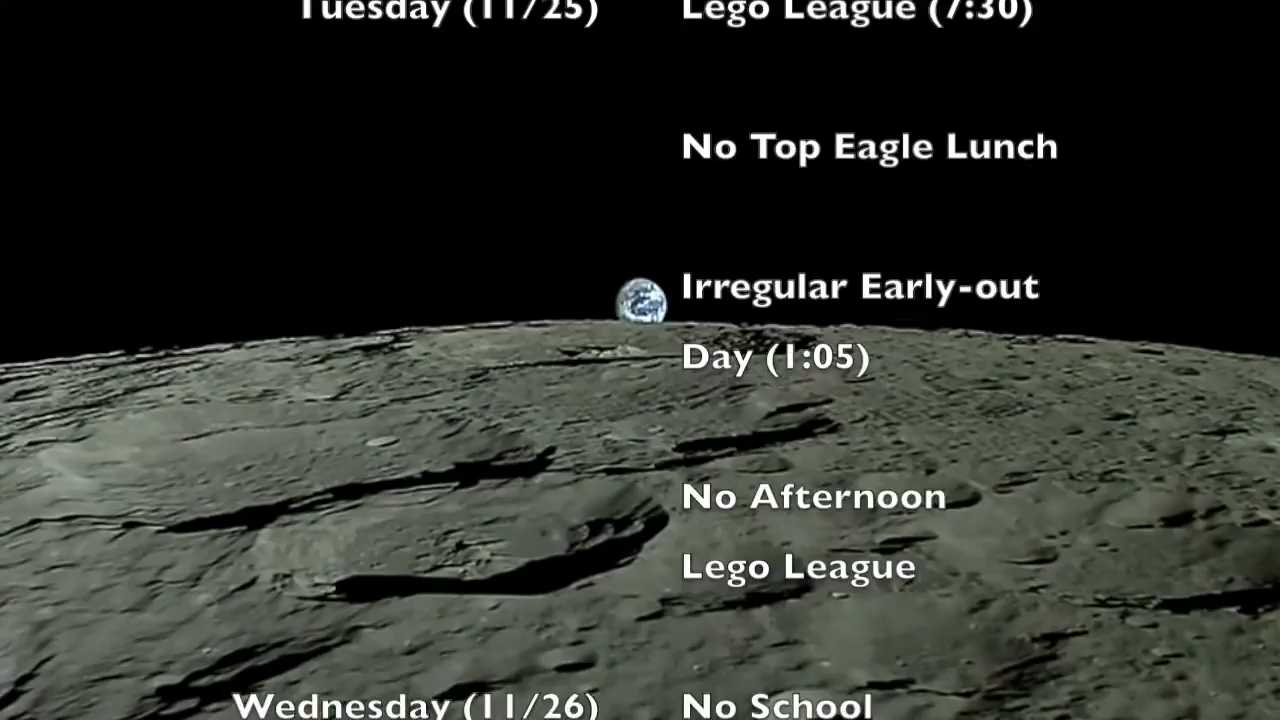 Tuesday (11/25) Lego League (7:30)
No Top Eagle Lunch
Irregular Early-out
Day (1:05)
No Afternoon
Lego League
Wednesday (11/26) No School